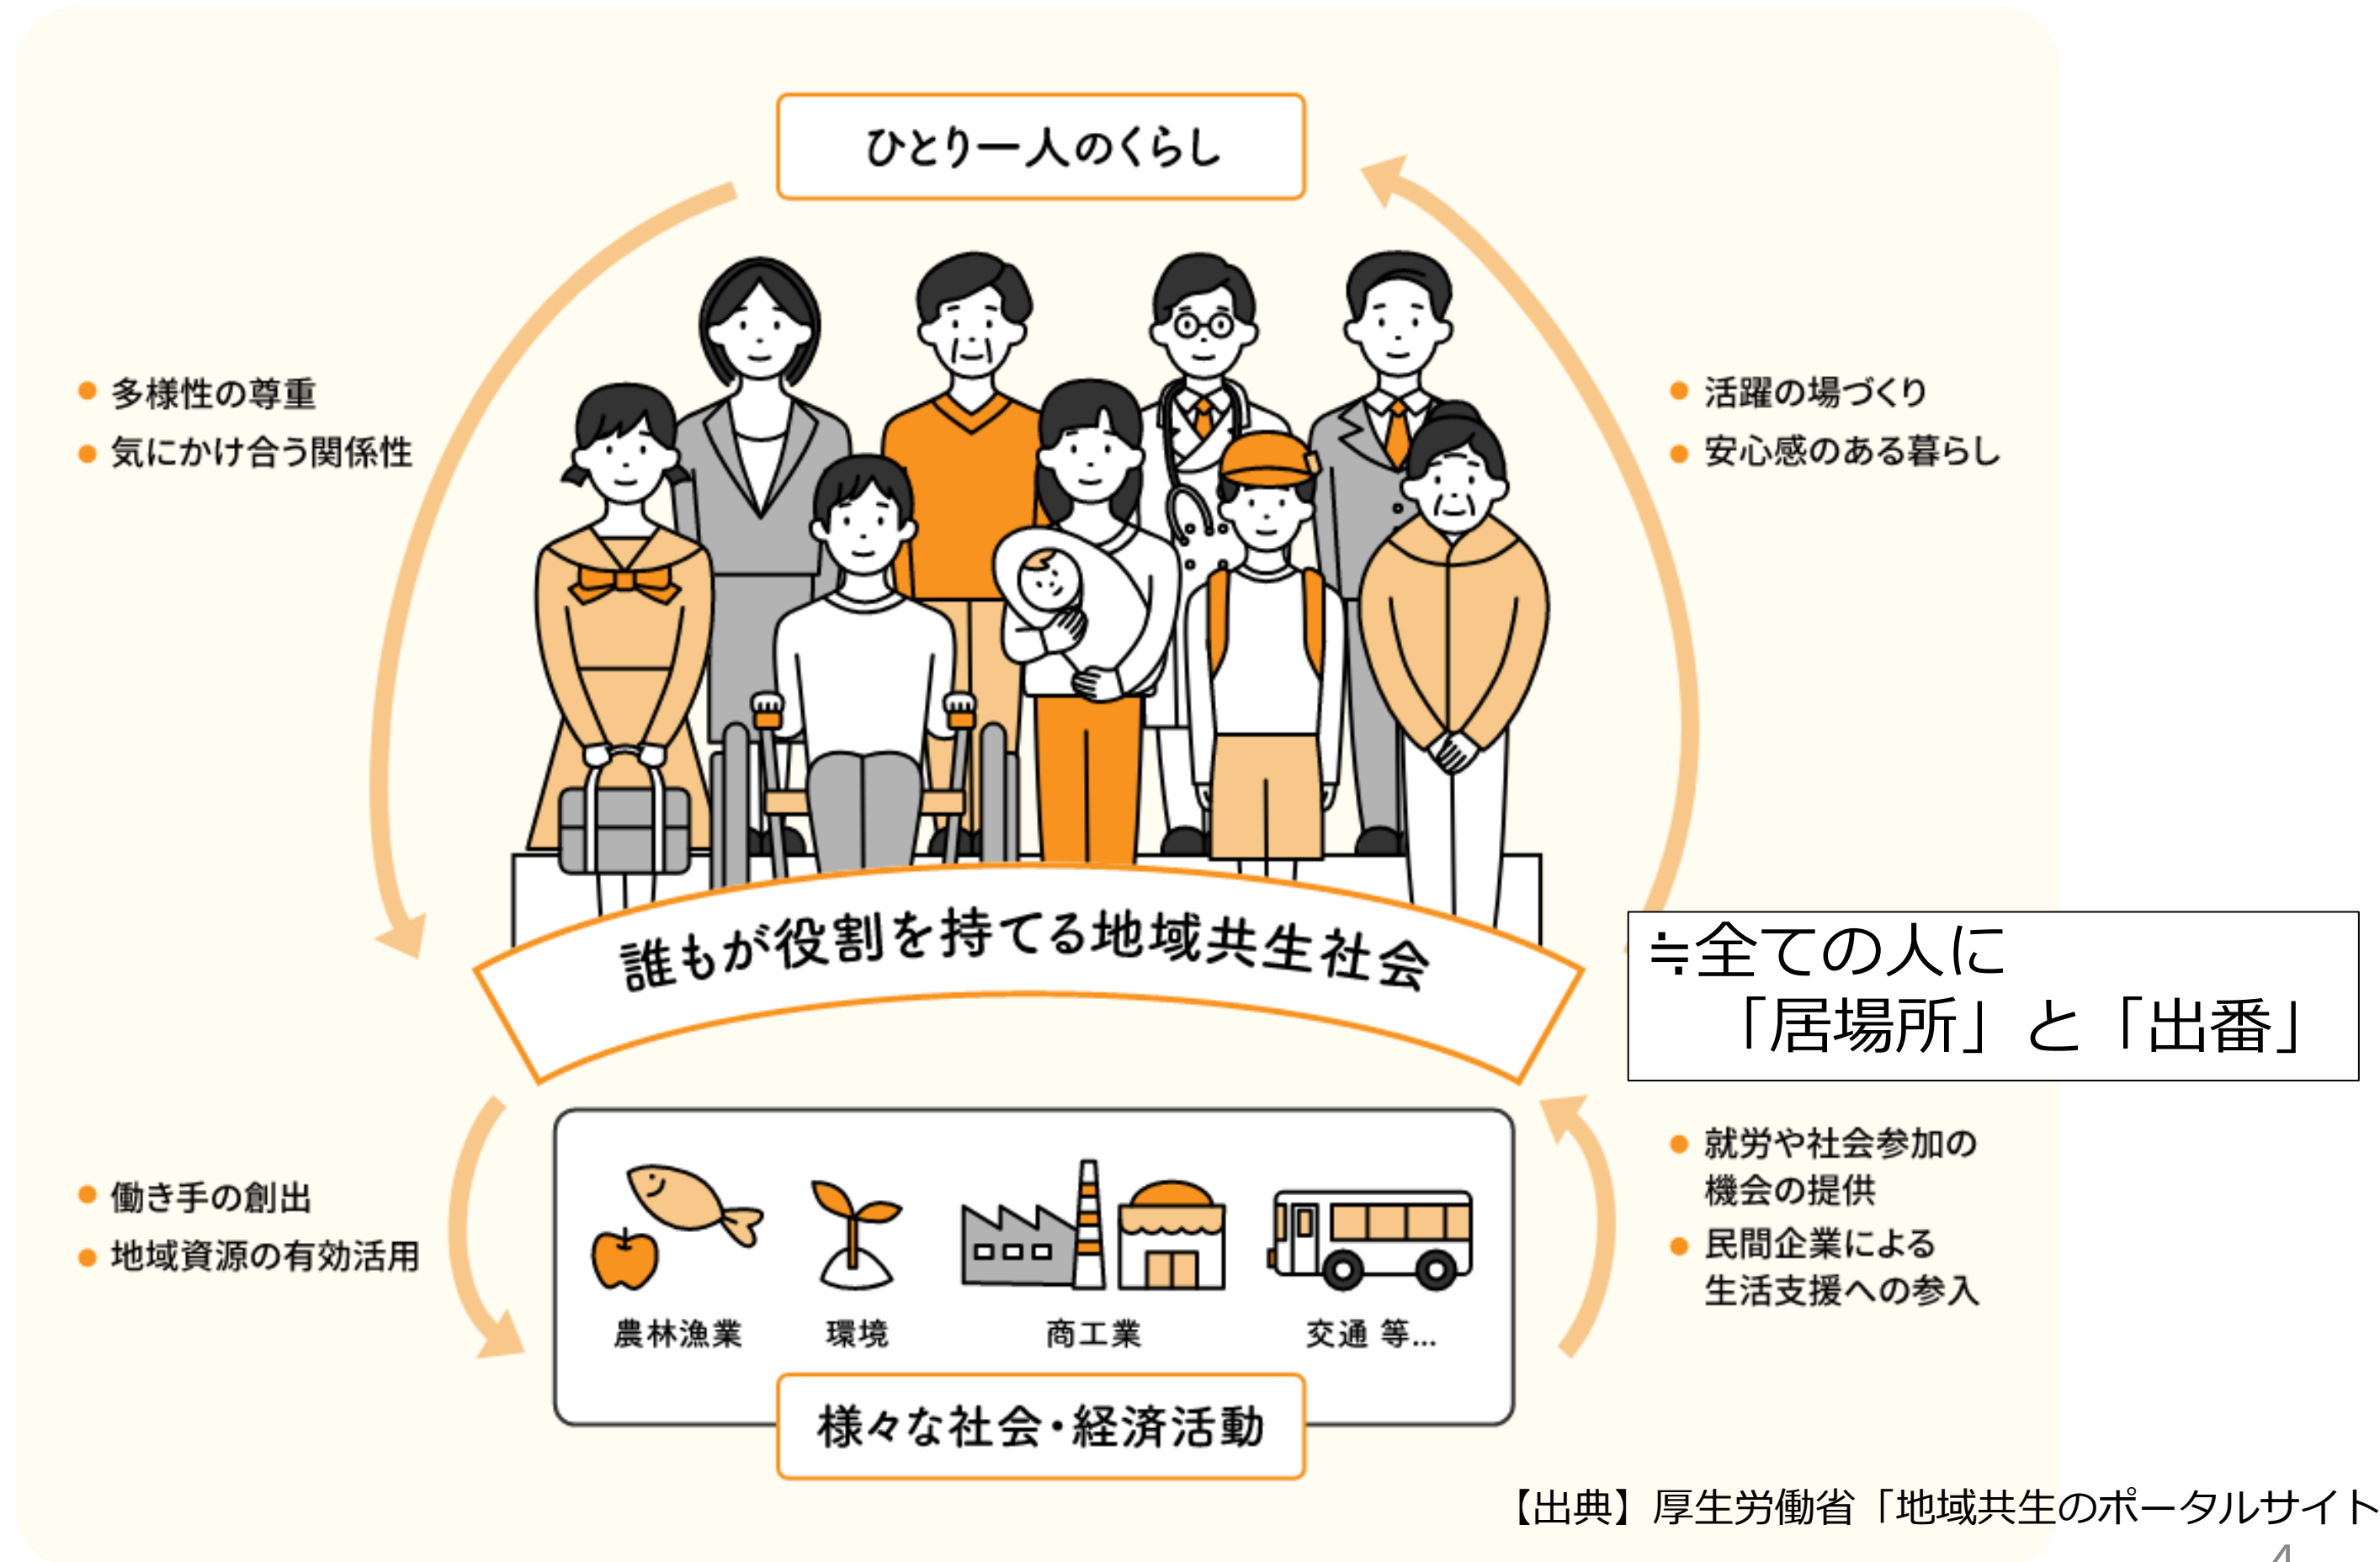 ひとり一人のくらし
● 多様性の尊重
● 気にかけ合う関係性
● 活躍の場づくり
● 安心感のある暮らし
誰もが役割を持てる地域共生社会
≒全ての人に
「居場所」と「出番」
● 働き手の創出
● 地域資源の有効活用
● 就労や社会参加の
機会の提供
● 民間企業による
生活支援への参入
農林漁業 環境 商工業 交通 等...
様々な社会・経済活動
【出典】厚生労働省「地域共生のポータルサイト
4